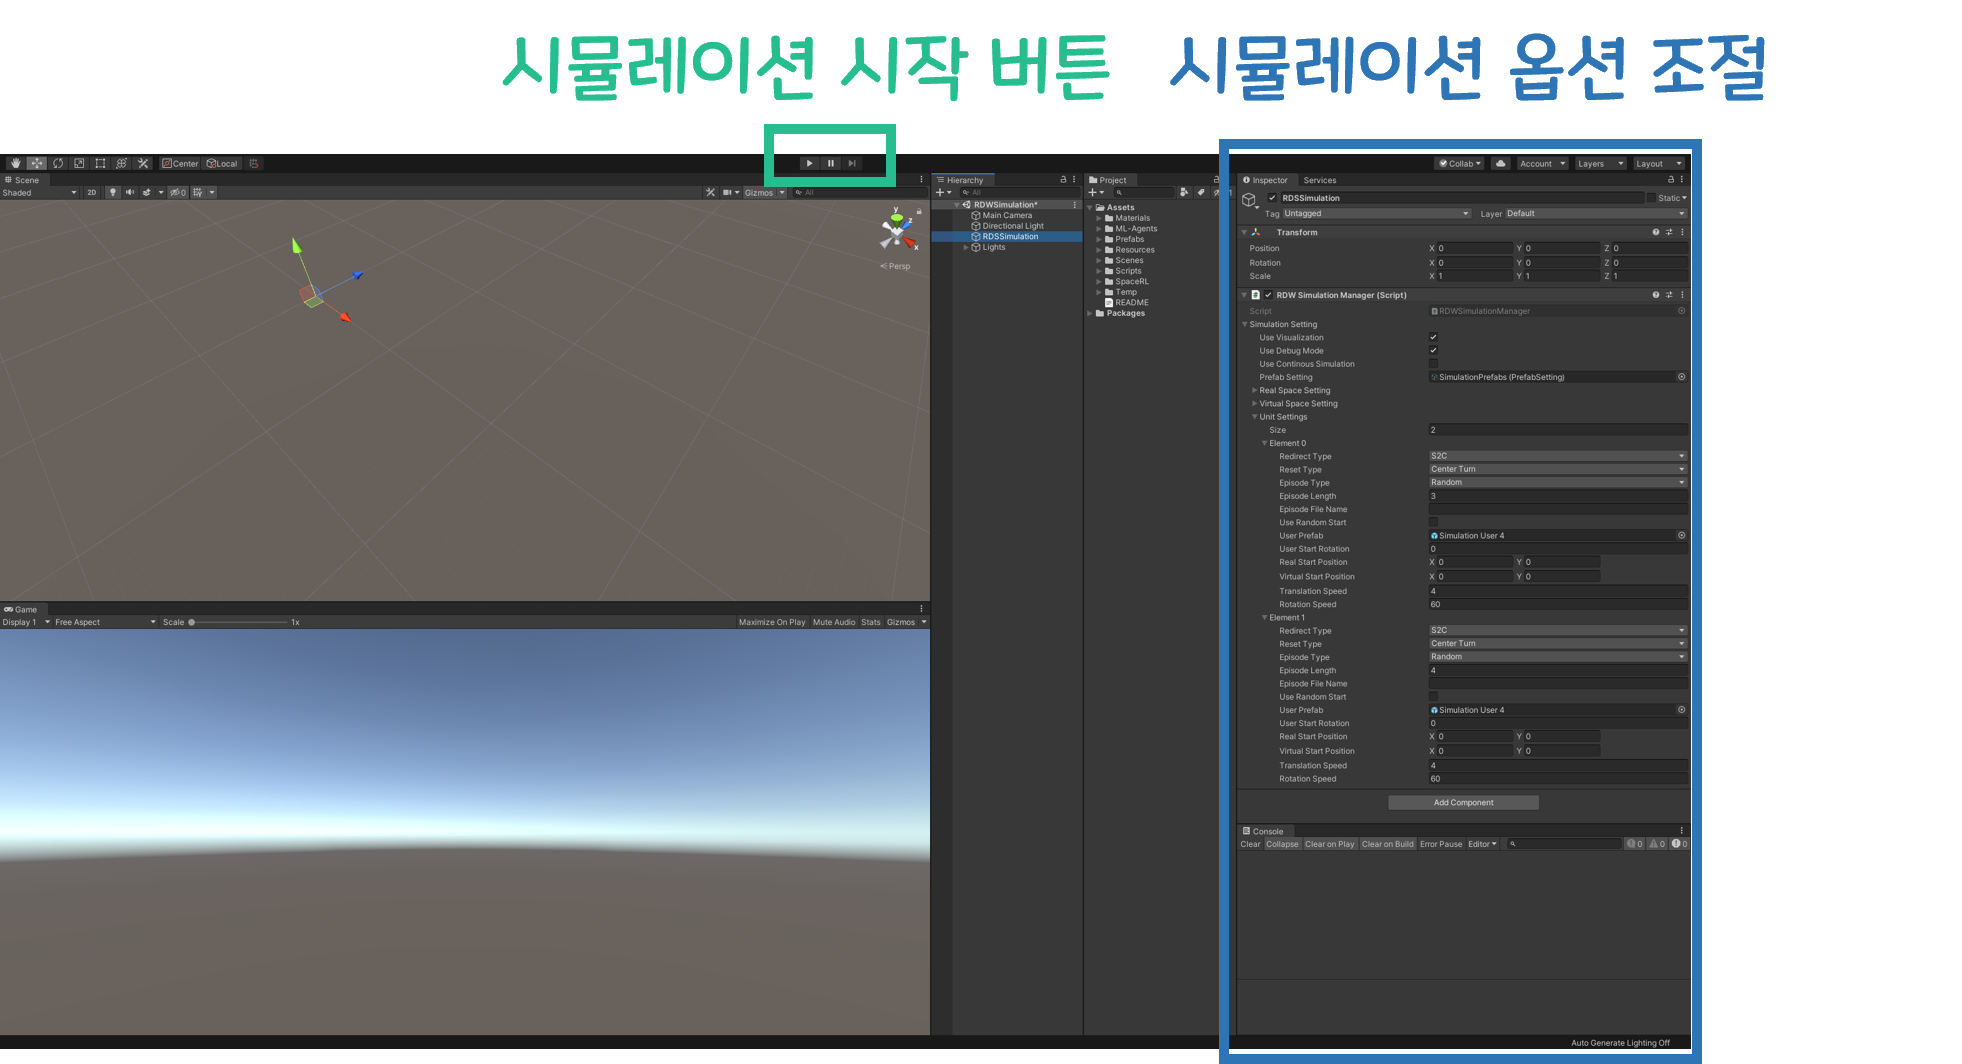 시뮬레이션 시작 버튼 시뮬레이션 옵션 조절
Center Local
Collab Account Layers Layout
Scene
Shaded 2D 0 Gizmos All
y
z
x
< Persp
Game
Display 1 Free Aspect Scale 1x Maximize On Play Mute Audio Stats Gizmos
Hierarchy
All
RDWSimulation*
Main Camera
Directional Light
RDSSimulation
Lights
Project
Assets
Materials
ML-Agents
Prefabs
Resources
Scenes
Scripts
SpaceRL
Temp
README
Packages
Inspector Services
RDSSimulation Static
Tag Untagged Layer Default
Transform
Position X 0 Y 0 Z 0
Rotation X 0 Y 0 Z 0
Scale X 1 Y 1 Z 1
RDW Simulation Manager (Script)
Script RDWSimulationManager
Simulation Setting
Use Visualization
Use Debug Mode
Use Continous Simulation
Prefab Setting SimulationPrefabs (PrefabSetting)
Real Space Setting
Virtual Space Setting
Unit Settings
Size 2
Element 0
Redirect Type S2C
Reset Type Center Turn
Episode Type Random
Episode Length 3
Episode File Name
Use Random Start
User Prefab Simulation User 4
User Start Rotation 0
Real Start Position X 0 Y 0
Virtual Start Position X 0 Y 0
Translation Speed 4
Rotation Speed 60
Element 1
Redirect Type S2C
Reset Type Center Turn
Episode Type Random
Episode Length 4
Episode File Name
Use Random Start
User Prefab Simulation User 4
User Start Rotation 0
Real Start Position X 0 Y 0
Virtual Start Position X 0 Y 0
Translation Speed 4
Rotation Speed 60
Add Component
Console
Clear Collapse Clear on Play Clear on Build Error Pause Editor 0 0 0
Auto Generate Lighting Off